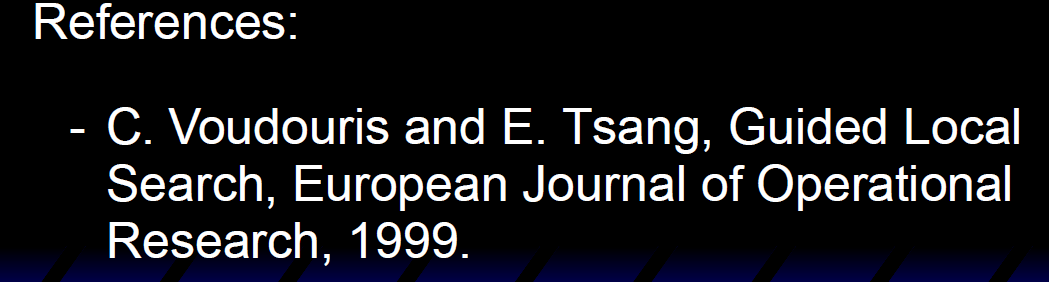 References:
- C. Voudouris and E. Tsang, Guided Local
Search, European Journal of Operational
Research, 1999.